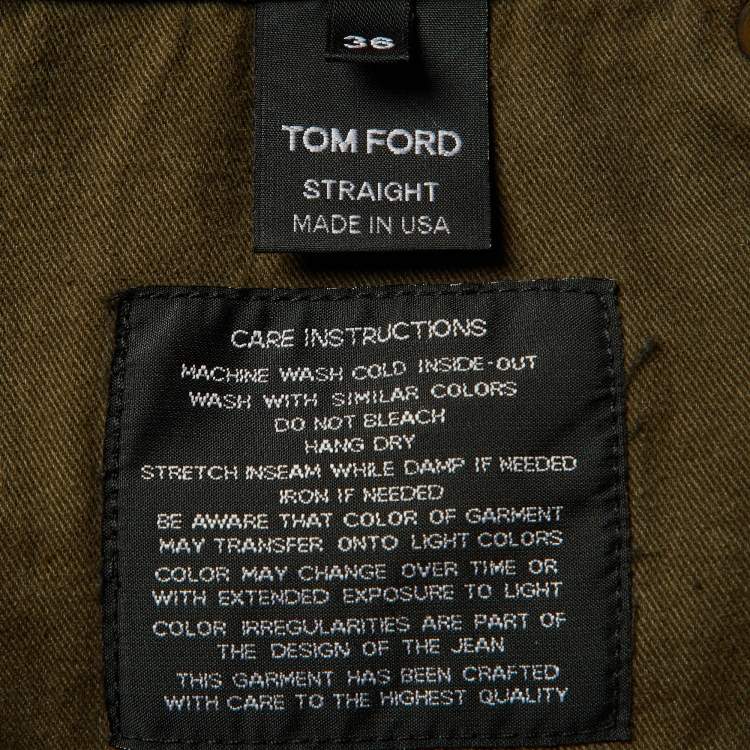 36
TOM FORD
STRAIGHT
MADE IN USA
CARE INSTRUCTIONS
MACHINE WASH COLD INSIDE-OUT
WASH WITH SIMILAR COLORS
DO NOT BLEACH
HANG DRY
STRETCH INSEAM WHILE DAMP IF NEEDED
IRON IF NEEDED
BE AWARE THAT COLOR OF GARMENT
MAY TRANSFER ONTO LIGHT COLORS
COLOR MAY CHANGE OVER TIME OR
WITH EXTENDED EXPOSURE TO LIGHT
COLOR IRREGULARITIES ARE PART OF
THE DESIGN OF THE JEAN
THIS GARMENT HAS BEEN CRAFTED
WITH CARE TO THE HIGHEST QUALITY